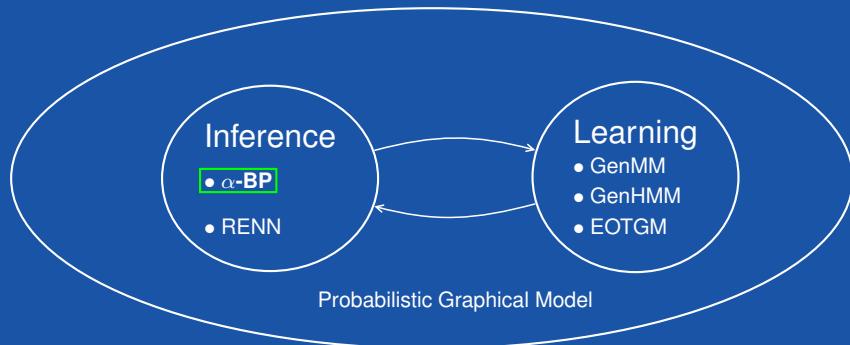 Inference
● α-BP
● RENN
Learning
● GenMM
● GenHMM
● EOTGM
Probabilistic Graphical Model